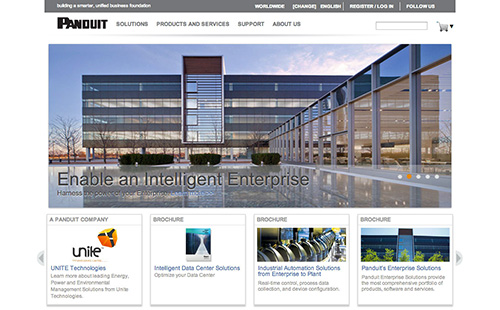 building a smarter, unified business foundation
WORLDWIDE [CHANGE] ENGLISH REGISTER / LOG IN FOLLOW US
PANDUIT SOLUTIONS PRODUCTS AND SERVICES SUPPORT ABOUT US
Enable an Intelligent Enterprise
Harness the power of your Enterprise
A PANDUIT COMPANY
unite
UNITE Technologies
Learn more about leading Energy,
Power and Environmental
Management Solutions from Unite
Technologies.
BROCHURE
Intelligent Data Center Solutions
Optimize your Data Center
BROCHURE
Industrial Automation Solutions
from Enterprise to Plant
Real-time control, process data
collection, and device configuration.
BROCHURE
Panduit's Enterprise Solutions
Panduit Enterprise Solutions provide
the most comprehensive portfolio of
products, software and services.